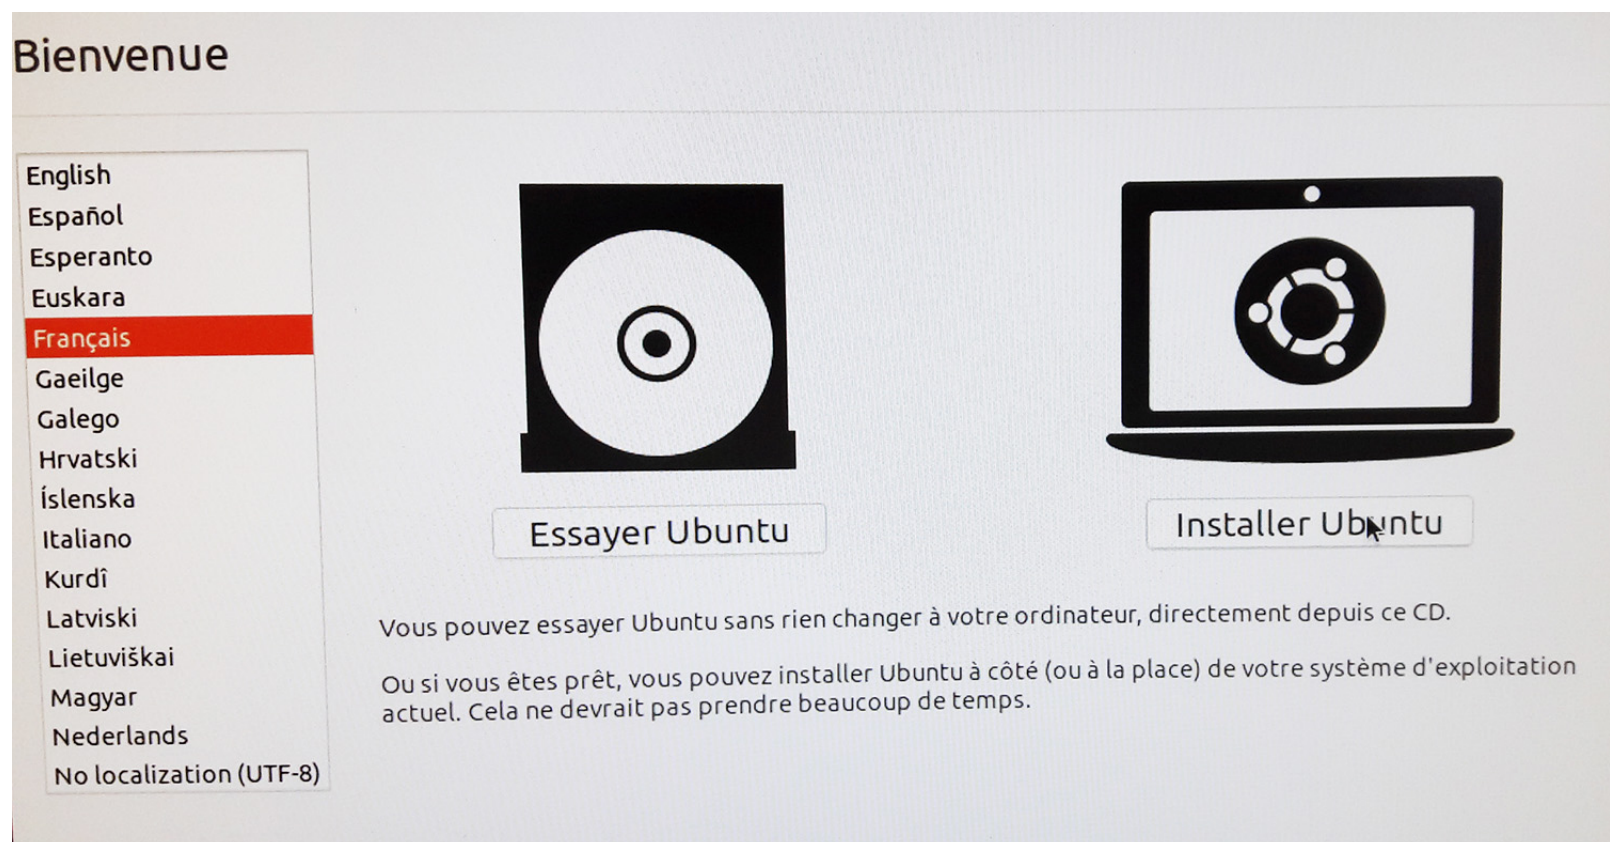 Bienvenue
English
Español
Esperanto
Euskara
Français
Gaeilge
Galego
Hrvatski
Íslenska
Italiano
Kurdî
Latviski
Lietuviškai
Magyar
Nederlands
No localization (UTF-8)
Essayer Ubuntu
Installer Ubuntu
Vous pouvez essayer Ubuntu sans rien changer à votre ordinateur, directement depuis ce CD.
Ou si vous êtes prêt, vous pouvez installer Ubuntu à côté (ou à la place) de votre système d'exploitation
actuel. Cela ne devrait pas prendre beaucoup de temps.